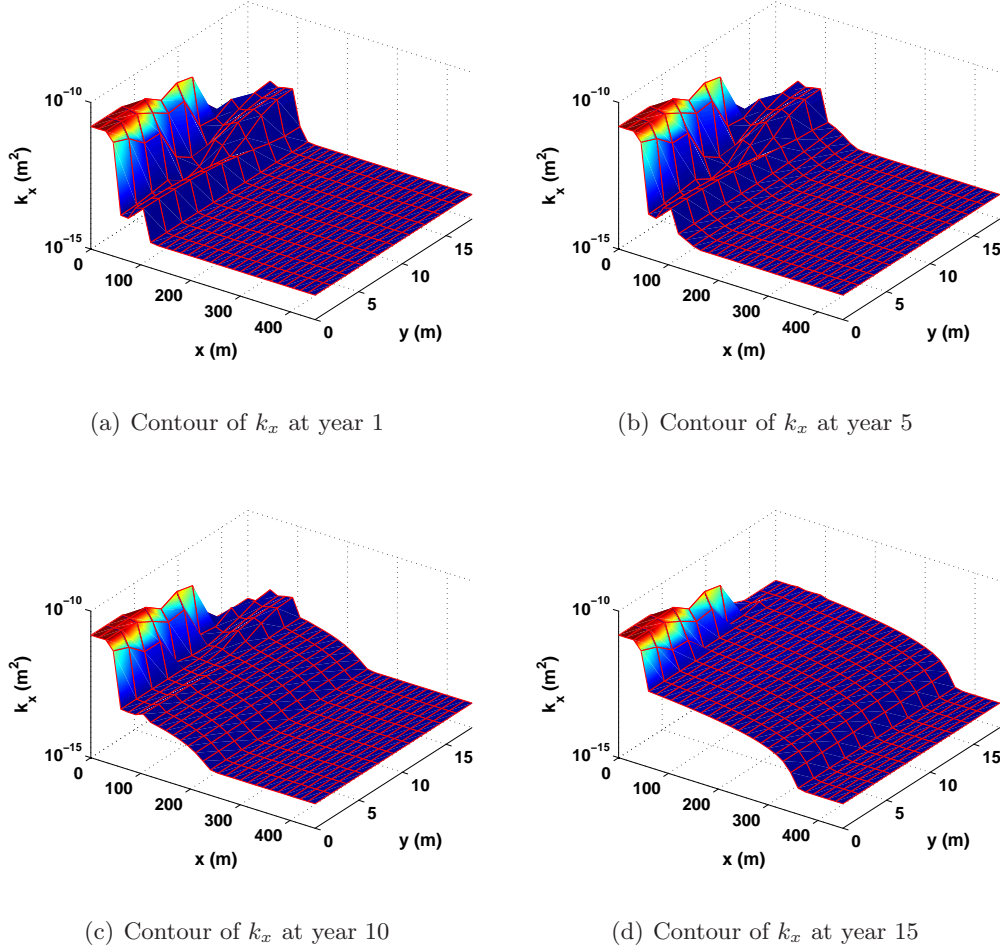 10⁻¹⁰
k_x (m²)
10⁻¹⁵
0
100
200
300
400
x (m)
0
5
10
15
y (m)
(a) Contour of k_x at year 1
10⁻¹⁰
k_x (m²)
10⁻¹⁵
0
100
200
300
400
x (m)
0
5
10
15
y (m)
(b) Contour of k_x at year 5
10⁻¹⁰
k_x (m²)
10⁻¹⁵
0
100
200
300
400
x (m)
0
5
10
15
y (m)
(c) Contour of k_x at year 10
10⁻¹⁰
k_x (m²)
10⁻¹⁵
0
100
200
300
400
x (m)
0
5
10
15
y (m)
(d) Contour of k_x at year 15